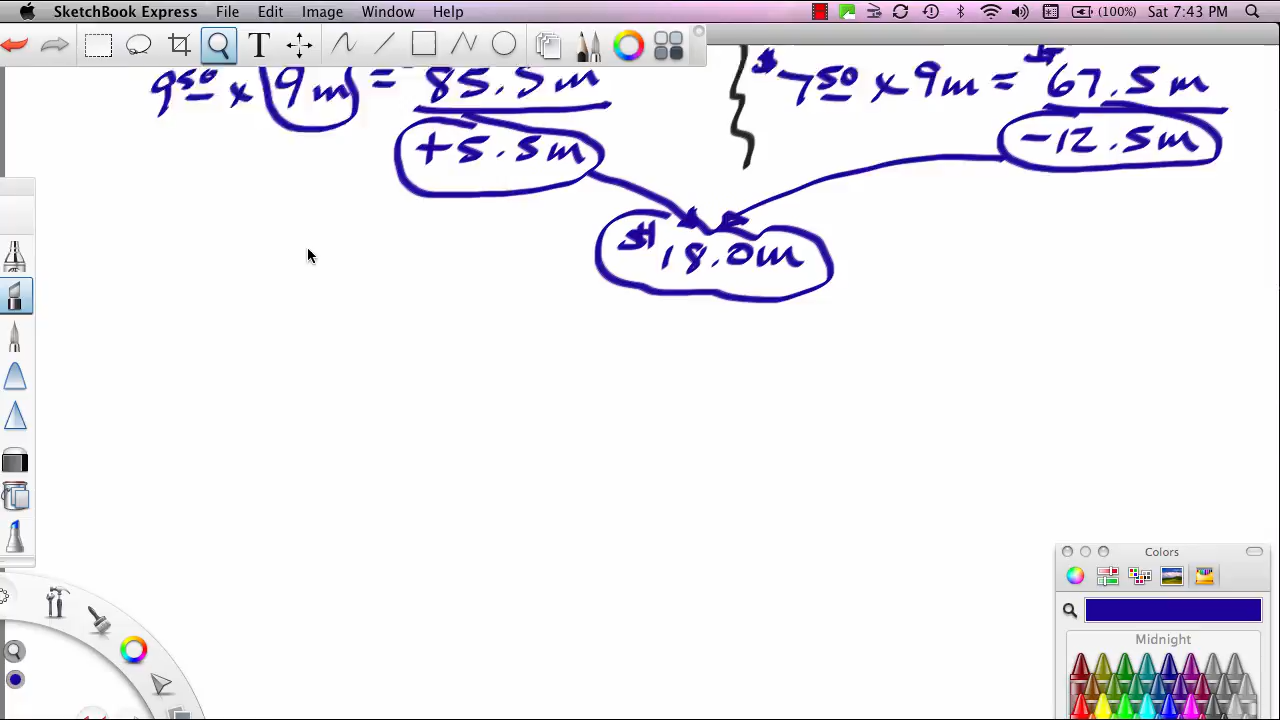 SketchBook Express File Edit Image Window Help (100%) Sat 7:43 PM
T
9 50 x (9m) = 85.5m
$7 50 x 9m = $67.5m
+5.5m
-12.5m
$18.0m
Colors
Midnight